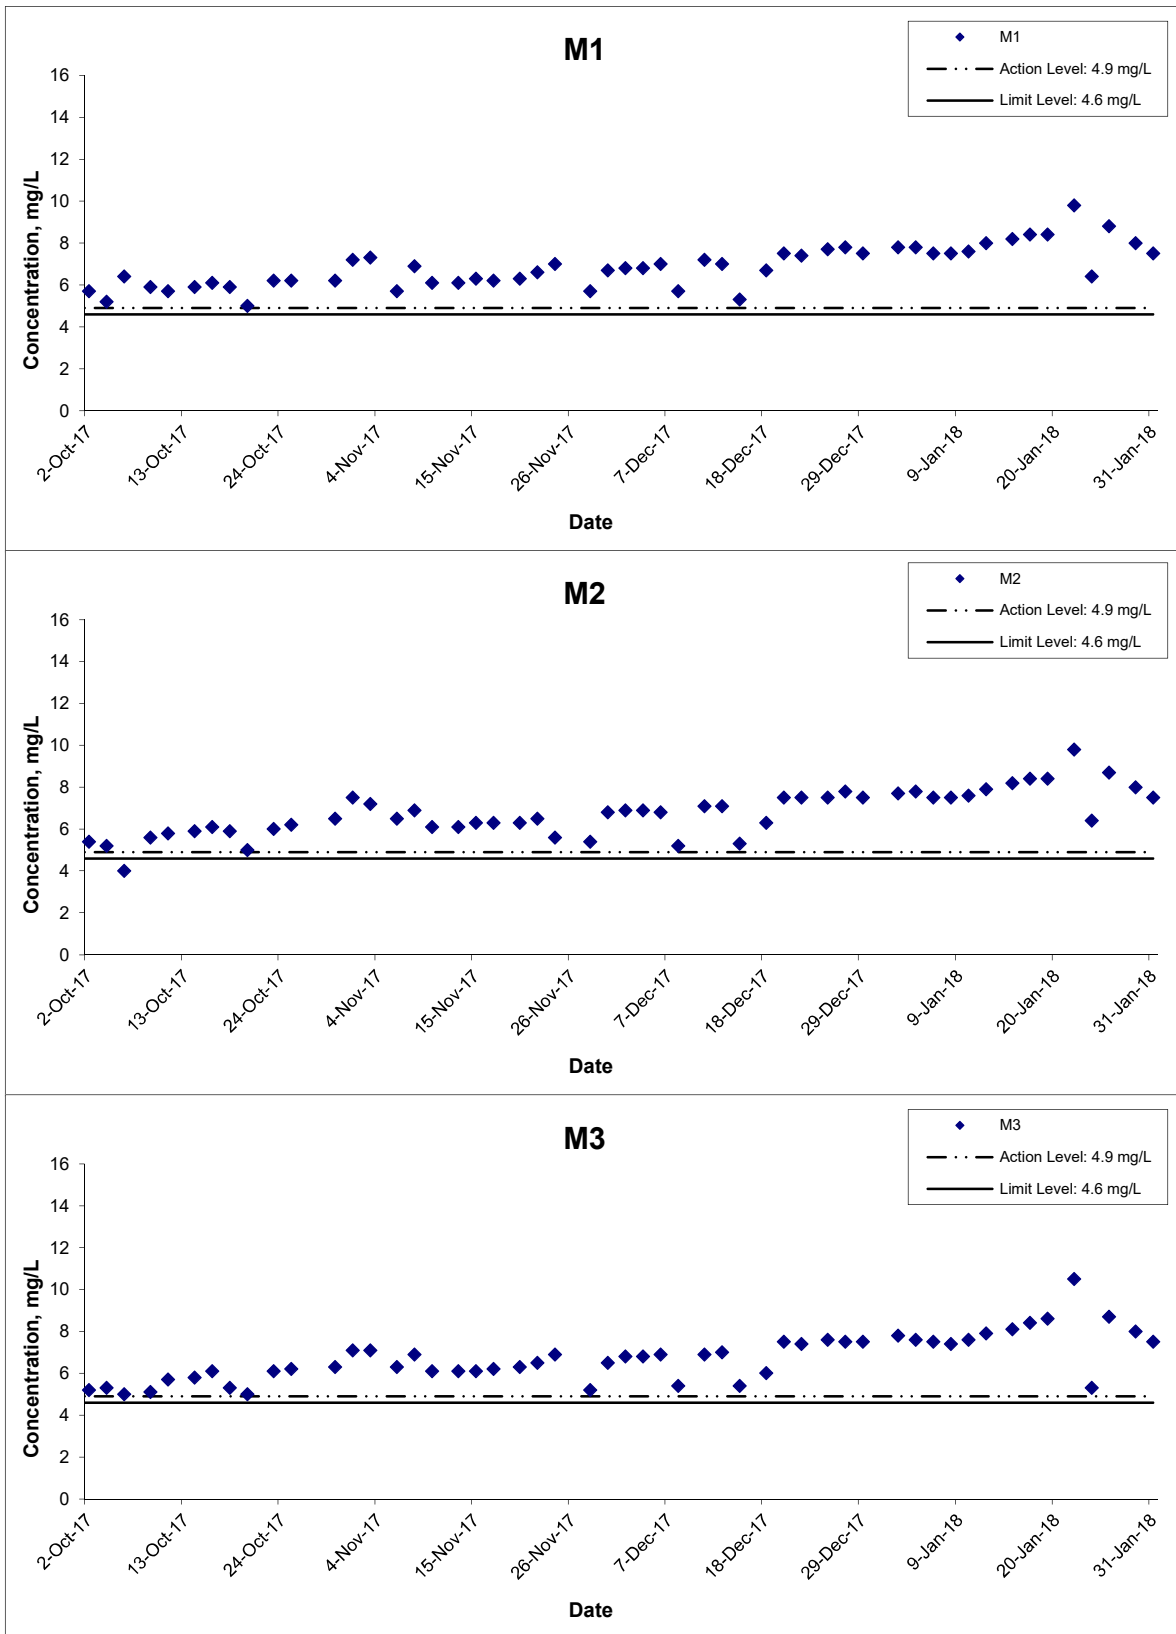 M1
M1
Action Level: 4.9 mg/L
Limit Level: 4.6 mg/L
Concentration, mg/L
16
14
12
10
8
6
4
2
0
2-Oct-17
13-Oct-17
24-Oct-17
4-Nov-17
15-Nov-17
26-Nov-17
7-Dec-17
18-Dec-17
29-Dec-17
9-Jan-18
20-Jan-18
31-Jan-18
Date
M2
M2
Action Level: 4.9 mg/L
Limit Level: 4.6 mg/L
Concentration, mg/L
16
14
12
10
8
6
4
2
0
2-Oct-17
13-Oct-17
24-Oct-17
4-Nov-17
15-Nov-17
26-Nov-17
7-Dec-17
18-Dec-17
29-Dec-17
9-Jan-18
20-Jan-18
31-Jan-18
Date
M3
M3
Action Level: 4.9 mg/L
Limit Level: 4.6 mg/L
Concentration, mg/L
16
14
12
10
8
6
4
2
0
2-Oct-17
13-Oct-17
24-Oct-17
4-Nov-17
15-Nov-17
26-Nov-17
7-Dec-17
18-Dec-17
29-Dec-17
9-Jan-18
20-Jan-18
31-Jan-18
Date